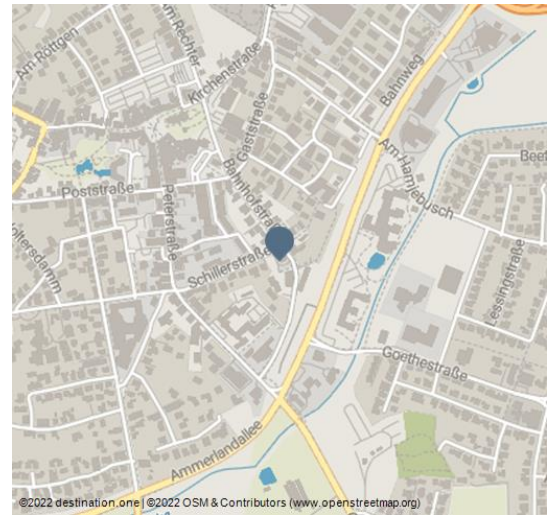 Am Röttgen
Am Rechter
Kirchenstraße
Gaststraße
Bahnweg
Am Hamjebusch
Beet
Poststraße
Peterstraße
Bahnhofstra
Woltersdamm
Schillerstraße
Lessingstraße
Goethestraße
Ammerlandallee
©2022 destination.one | ©2022 OSM & Contributors (www.openstreetmap.org)